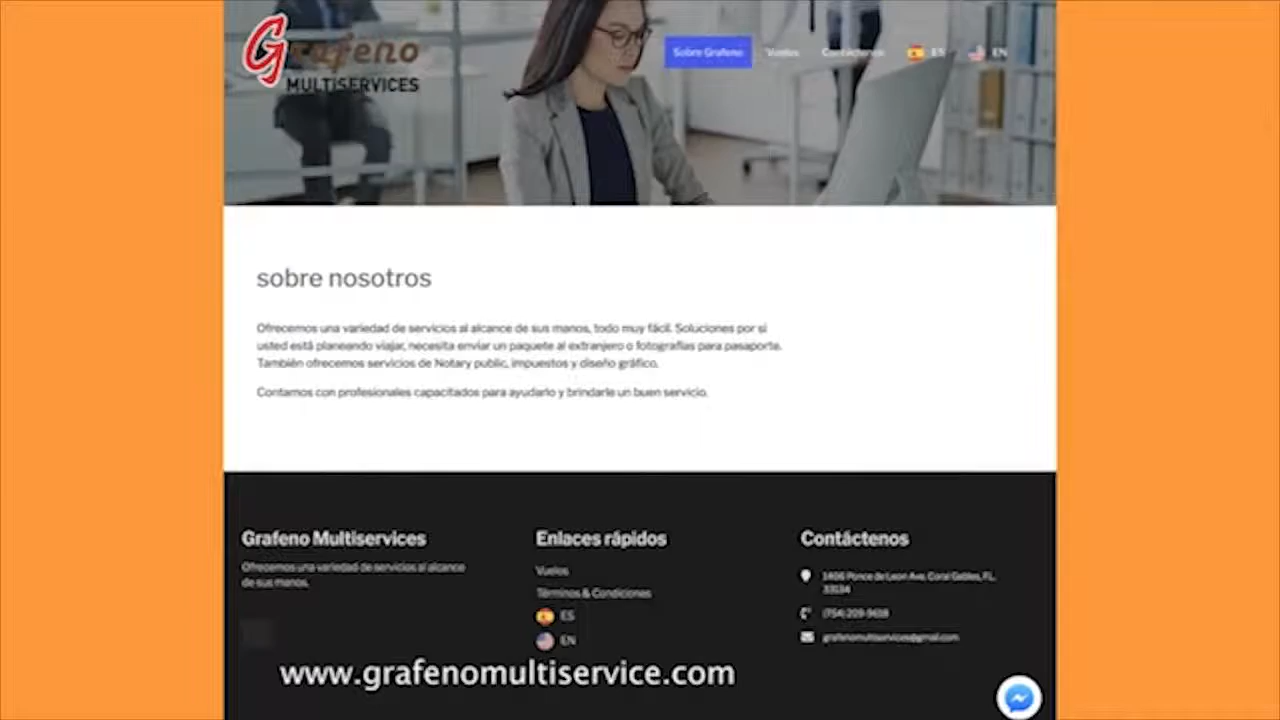 Grafeno
MULTISERVICES
Sobre Grafeno Vuelos Contáctenos ES EN
sobre nosotros
Ofrecemos una variedad de servicios al alcance de sus manos, todo muy fácil. Soluciones por si
usted está planeando viajar, necesita enviar un paquete al extranjero o fotografías para pasaporte.
También ofrecemos servicios de Notary public, impuestos y diseño gráfico.
Contamos con profesionales capacitados para ayudarlo y brindarle un buen servicio.
Grafeno Multiservices
Ofrecemos una variedad de servicios al alcance
de sus manos.
Enlaces rápidos
Vuelos
Términos & Condiciones
ES
EN
Contáctenos
Ponce de Leon Ave. Coral Gables, FL.
33134
(754) 209-9618
grafenomultiservices@gmail.com
www.grafenomultiservice.com